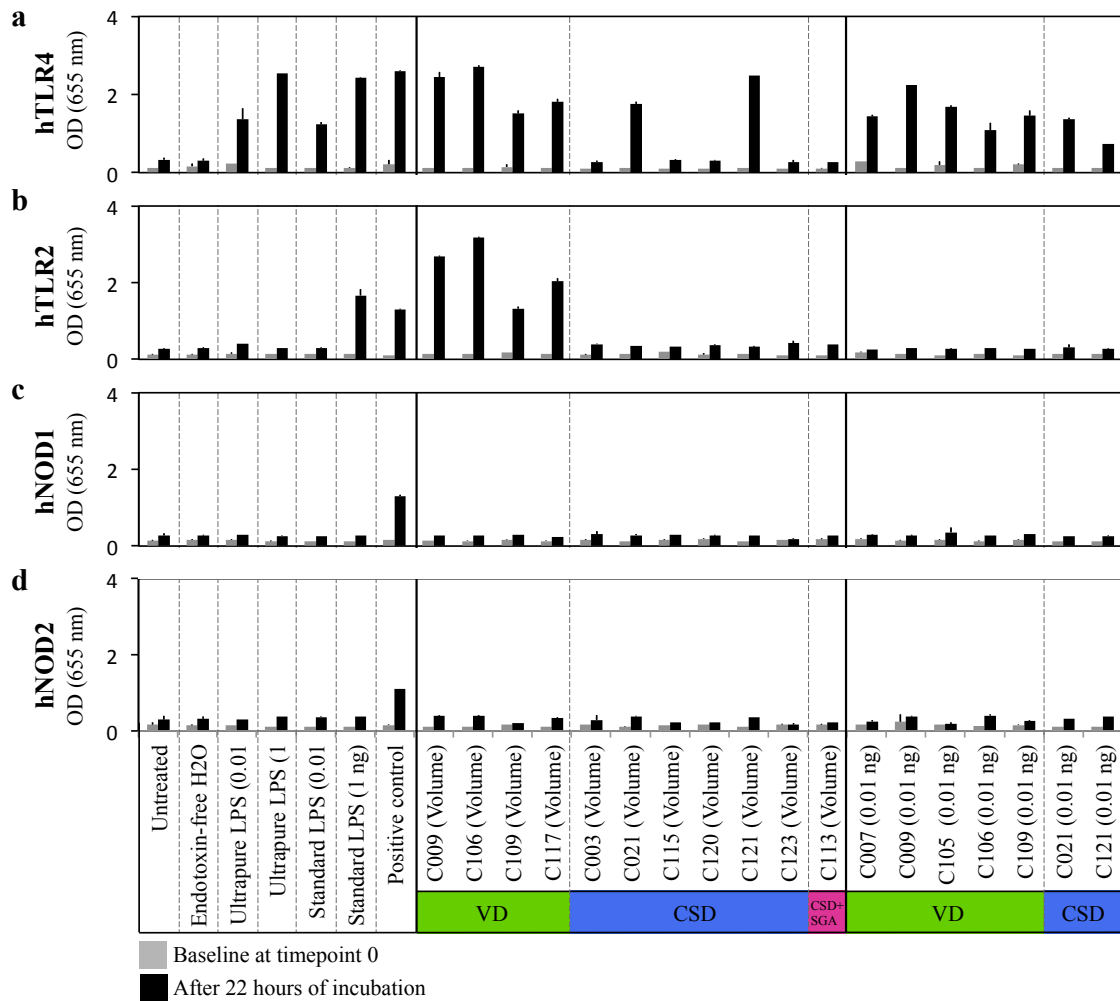 a
hTLR4
OD (655 nm)
4
2
0
b
hTLR2
OD (655 nm)
4
2
0
c
hNOD1
OD (655 nm)
4
2
0
d
hNOD2
OD (655 nm)
4
2
0
Untreated
Endotoxin-free H2O
Ultrapure LPS (0.01
Ultrapure LPS (1
Standard LPS (0.01
Standard LPS (1 ng)
Positive control
C009 (Volume)
C106 (Volume)
C109 (Volume)
C117 (Volume)
C003 (Volume)
C021 (Volume)
C115 (Volume)
C120 (Volume)
C121 (Volume)
C123 (Volume)
C113 (Volume)
C007 (0.01 ng)
C009 (0.01 ng)
C105 (0.01 ng)
C106 (0.01 ng)
C109 (0.01 ng)
C021 (0.01 ng)
C121 (0.01 ng)
VD
CSD
CSD+
SGA
VD
CSD
Baseline at timepoint 0
After 22 hours of incubation